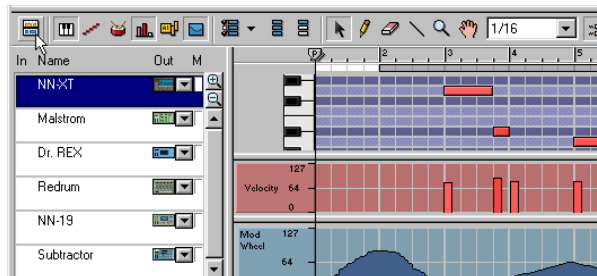 1/16
In Name Out M
P 2 3 4 5
NN-XT
Malstrom
Dr. REX
Redrum
NN-19
Subtractor
127
Velocity 64
0
Mod 127
Wheel
64